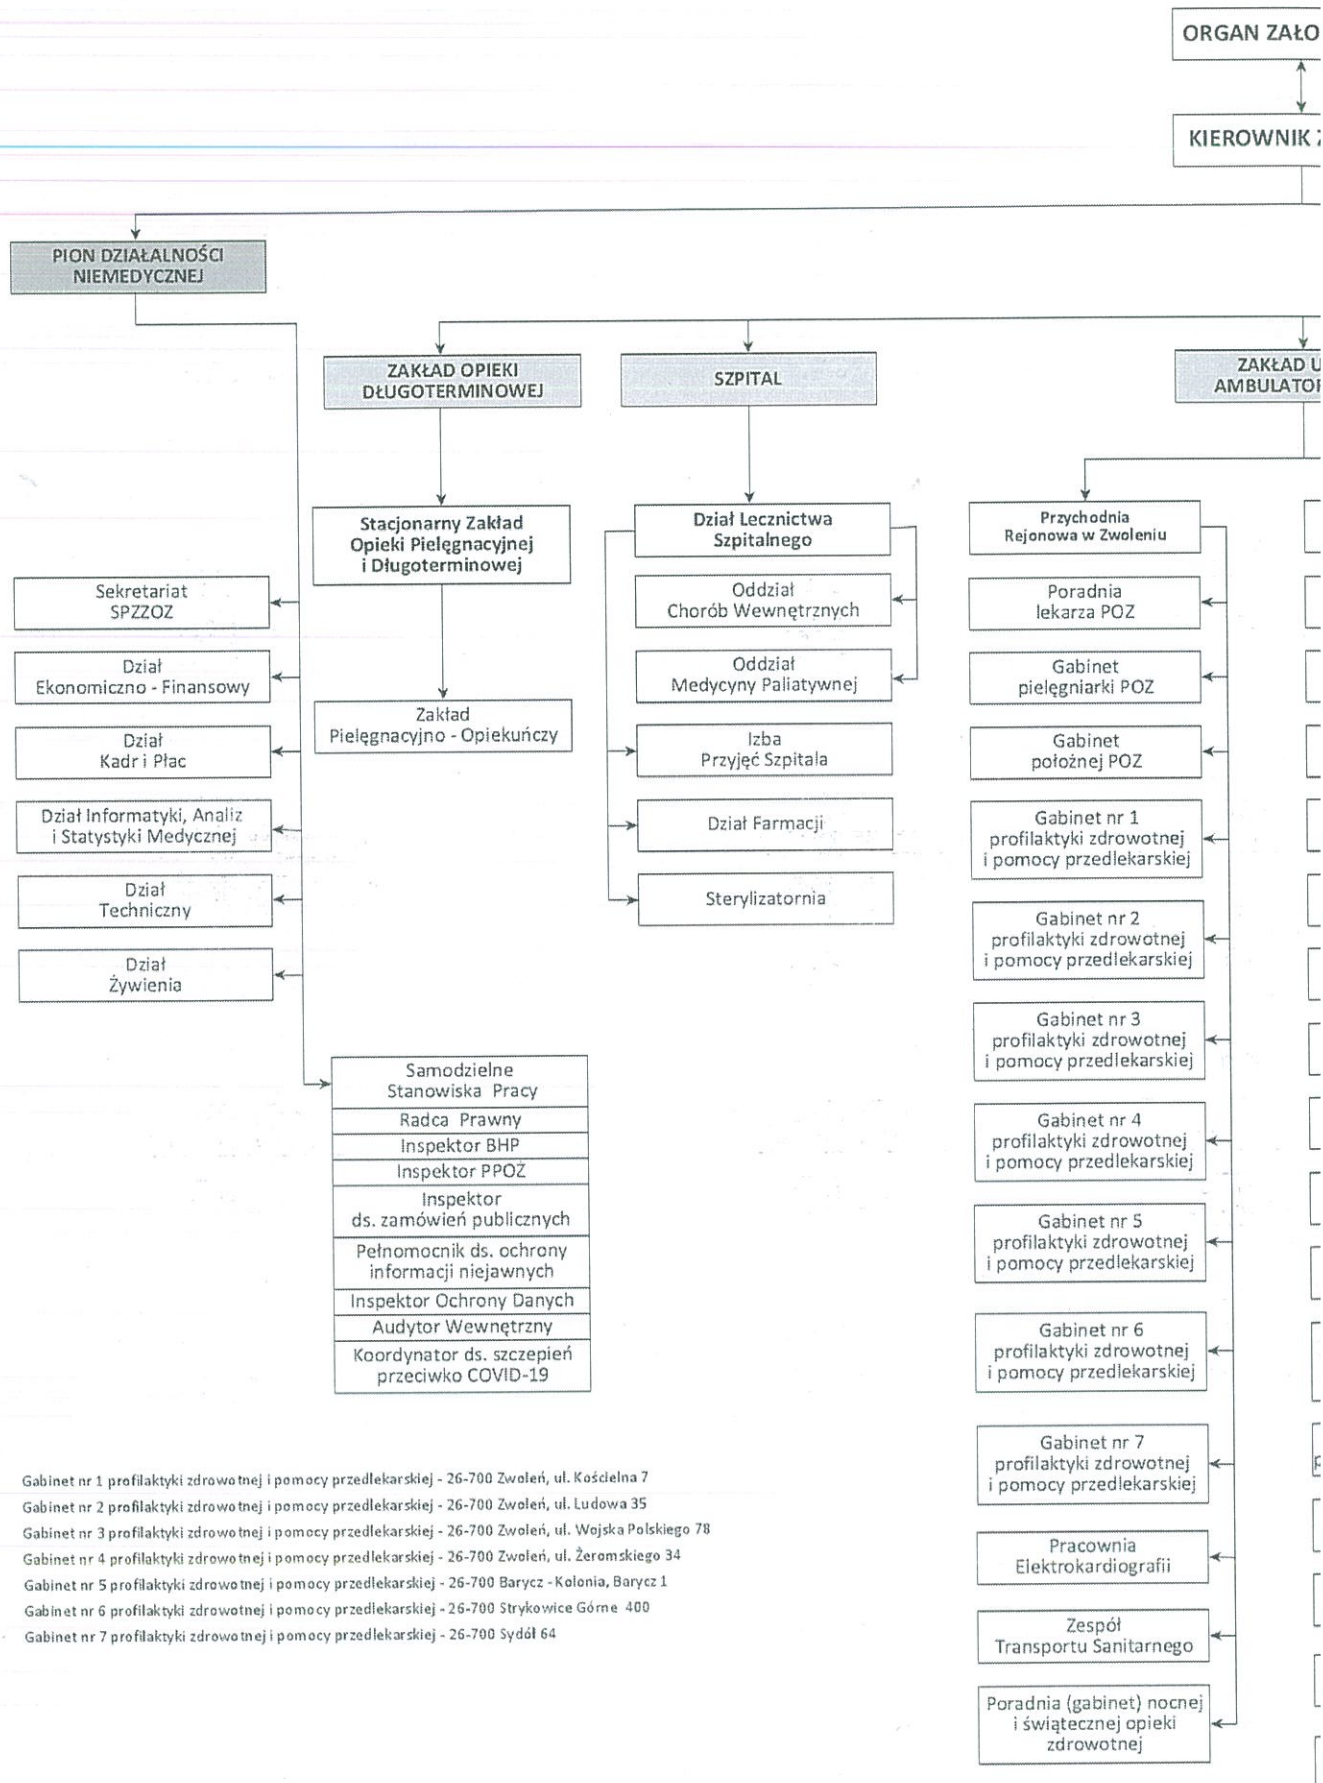 ORGAN ZAŁO
KIEROWNIK
PION DZIAŁALNOŚCI
NIEMEDYCZNEJ
ZAKŁAD OPIEKI
DŁUGOTERMINOWEJ
SZPITAL
ZAKŁAD U
AMBULATOR
Stacjonarny Zakład
Opieki Pielęgnacyjnej
i Długoterminowej
Dział Lecznictwa
Szpitalnego
Przychodnia
Rejonowa w Zwoleniu
Sekretariat
SPZZOZ
Dział
Ekonomiczno - Finansowy
Dział
Kadr i Płac
Dział Informatyki, Analiz
i Statystyki Medycznej
Dział
Techniczny
Dział
Żywienia
Zakład
Pielęgnacyjno - Opiekuńczy
Oddział
Chorób Wewnętrznych
Oddział
Medycyny Paliatywnej
Izba
Przyjęć Szpitala
Dział Farmacji
Sterylizatornia
Poradnia
lekarza POZ
Gabinet
pielęgniarki POZ
Gabinet
położnej POZ
Gabinet nr 1
profilaktyki zdrowotnej
i pomocy przedlekarskiej
Gabinet nr 2
profilaktyki zdrowotnej
i pomocy przedlekarskiej
Gabinet nr 3
profilaktyki zdrowotnej
i pomocy przedlekarskiej
Gabinet nr 4
profilaktyki zdrowotnej
i pomocy przedlekarskiej
Gabinet nr 5
profilaktyki zdrowotnej
i pomocy przedlekarskiej
Gabinet nr 6
profilaktyki zdrowotnej
i pomocy przedlekarskiej
Gabinet nr 7
profilaktyki zdrowotnej
i pomocy przedlekarskiej
Pracownia
Elektrokardiografii
Zespół
Transportu Sanitarnego
Poradnia (gabinet) nocnej
i świątecznej opieki
zdrowotnej
Samodzielne
Stanowiska Pracy
Radca Prawny
Inspektor BHP
Inspektor PPOŻ
Inspektor
ds. zamówień publicznych
Pełnomocnik ds. ochrony
informacji niejawnych
Inspektor Ochrony Danych
Audytor Wewnętrzny
Koordynator ds. szczepień
przeciwko COVID-19
Gabinet nr 1 profilaktyki zdrowotnej i pomocy przedlekarskiej - 26-700 Zwoleń, ul. Kościelna 7
Gabinet nr 2 profilaktyki zdrowotnej i pomocy przedlekarskiej - 26-700 Zwoleń, ul. Ludowa 35
Gabinet nr 3 profilaktyki zdrowotnej i pomocy przedlekarskiej - 26-700 Zwoleń, ul. Wojska Polskiego 78
Gabinet nr 4 profilaktyki zdrowotnej i pomocy przedlekarskiej - 26-700 Zwoleń, ul. Żeromskiego 34
Gabinet nr 5 profilaktyki zdrowotnej i pomocy przedlekarskiej - 26-700 Barycz - Kolonia, Barycz 1
Gabinet nr 6 profilaktyki zdrowotnej i pomocy przedlekarskiej - 26-700 Strykowice Górne 400
Gabinet nr 7 profilaktyki zdrowotnej i pomocy przedlekarskiej - 26-700 Sydół 64